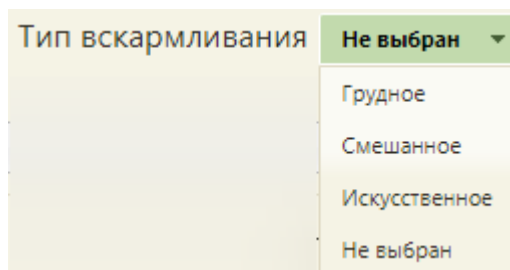 Тип вскармливания Не выбран
Грудное
Смешанное
Искусственное
Не выбран